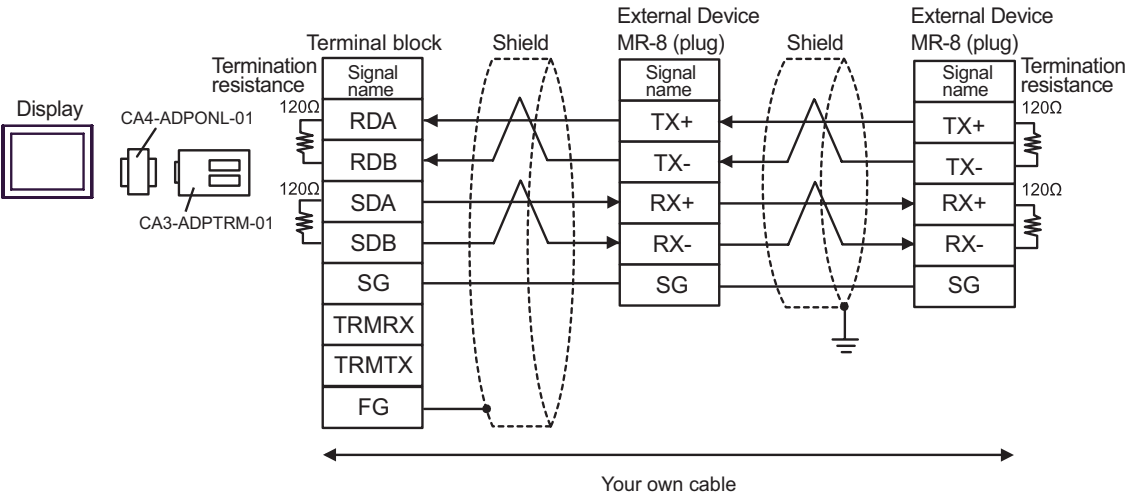 External Device
MR-8 (plug)
External Device
MR-8 (plug)
Terminal block
Shield
Shield
Termination
resistance
Termination
resistance
Display
CA4-ADPONL-01
CA3-ADPTRM-01
120Ω
120Ω
Signal
name
RDA
RDB
SDA
SDB
SG
TRMRX
TRMTX
FG
Signal
name
TX+
TX-
RX+
RX-
SG
Signal
name
TX+
TX-
RX+
RX-
SG
120Ω
120Ω
Your own cable